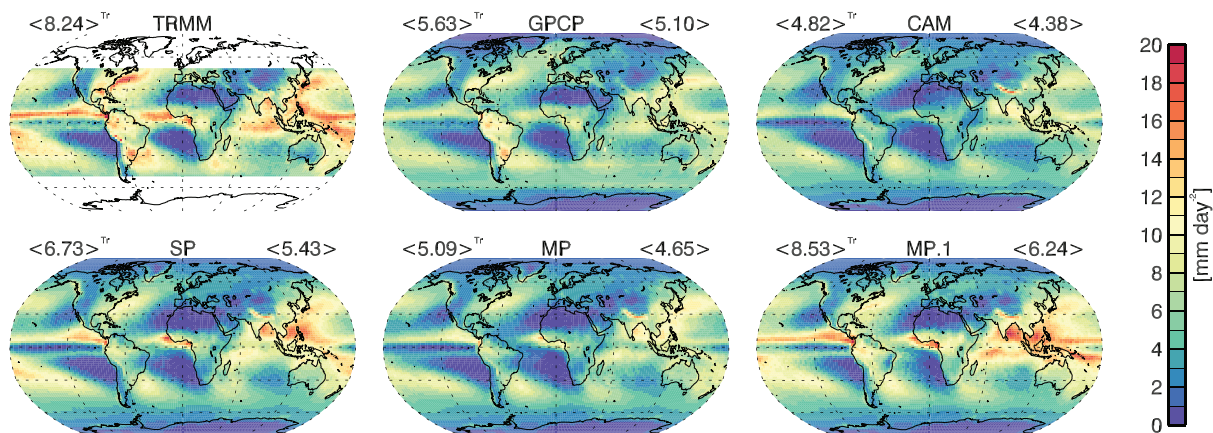 <8.24>Tr TRMM
<5.63>Tr GPCP <5.10>
<4.82>Tr CAM <4.38>
<6.73>Tr SP <5.43>
<5.09>Tr MP <4.65>
<8.53>Tr MP.1 <6.24>
20
18
16
14
12
10
8
6
4
2
0
[mm day-2]